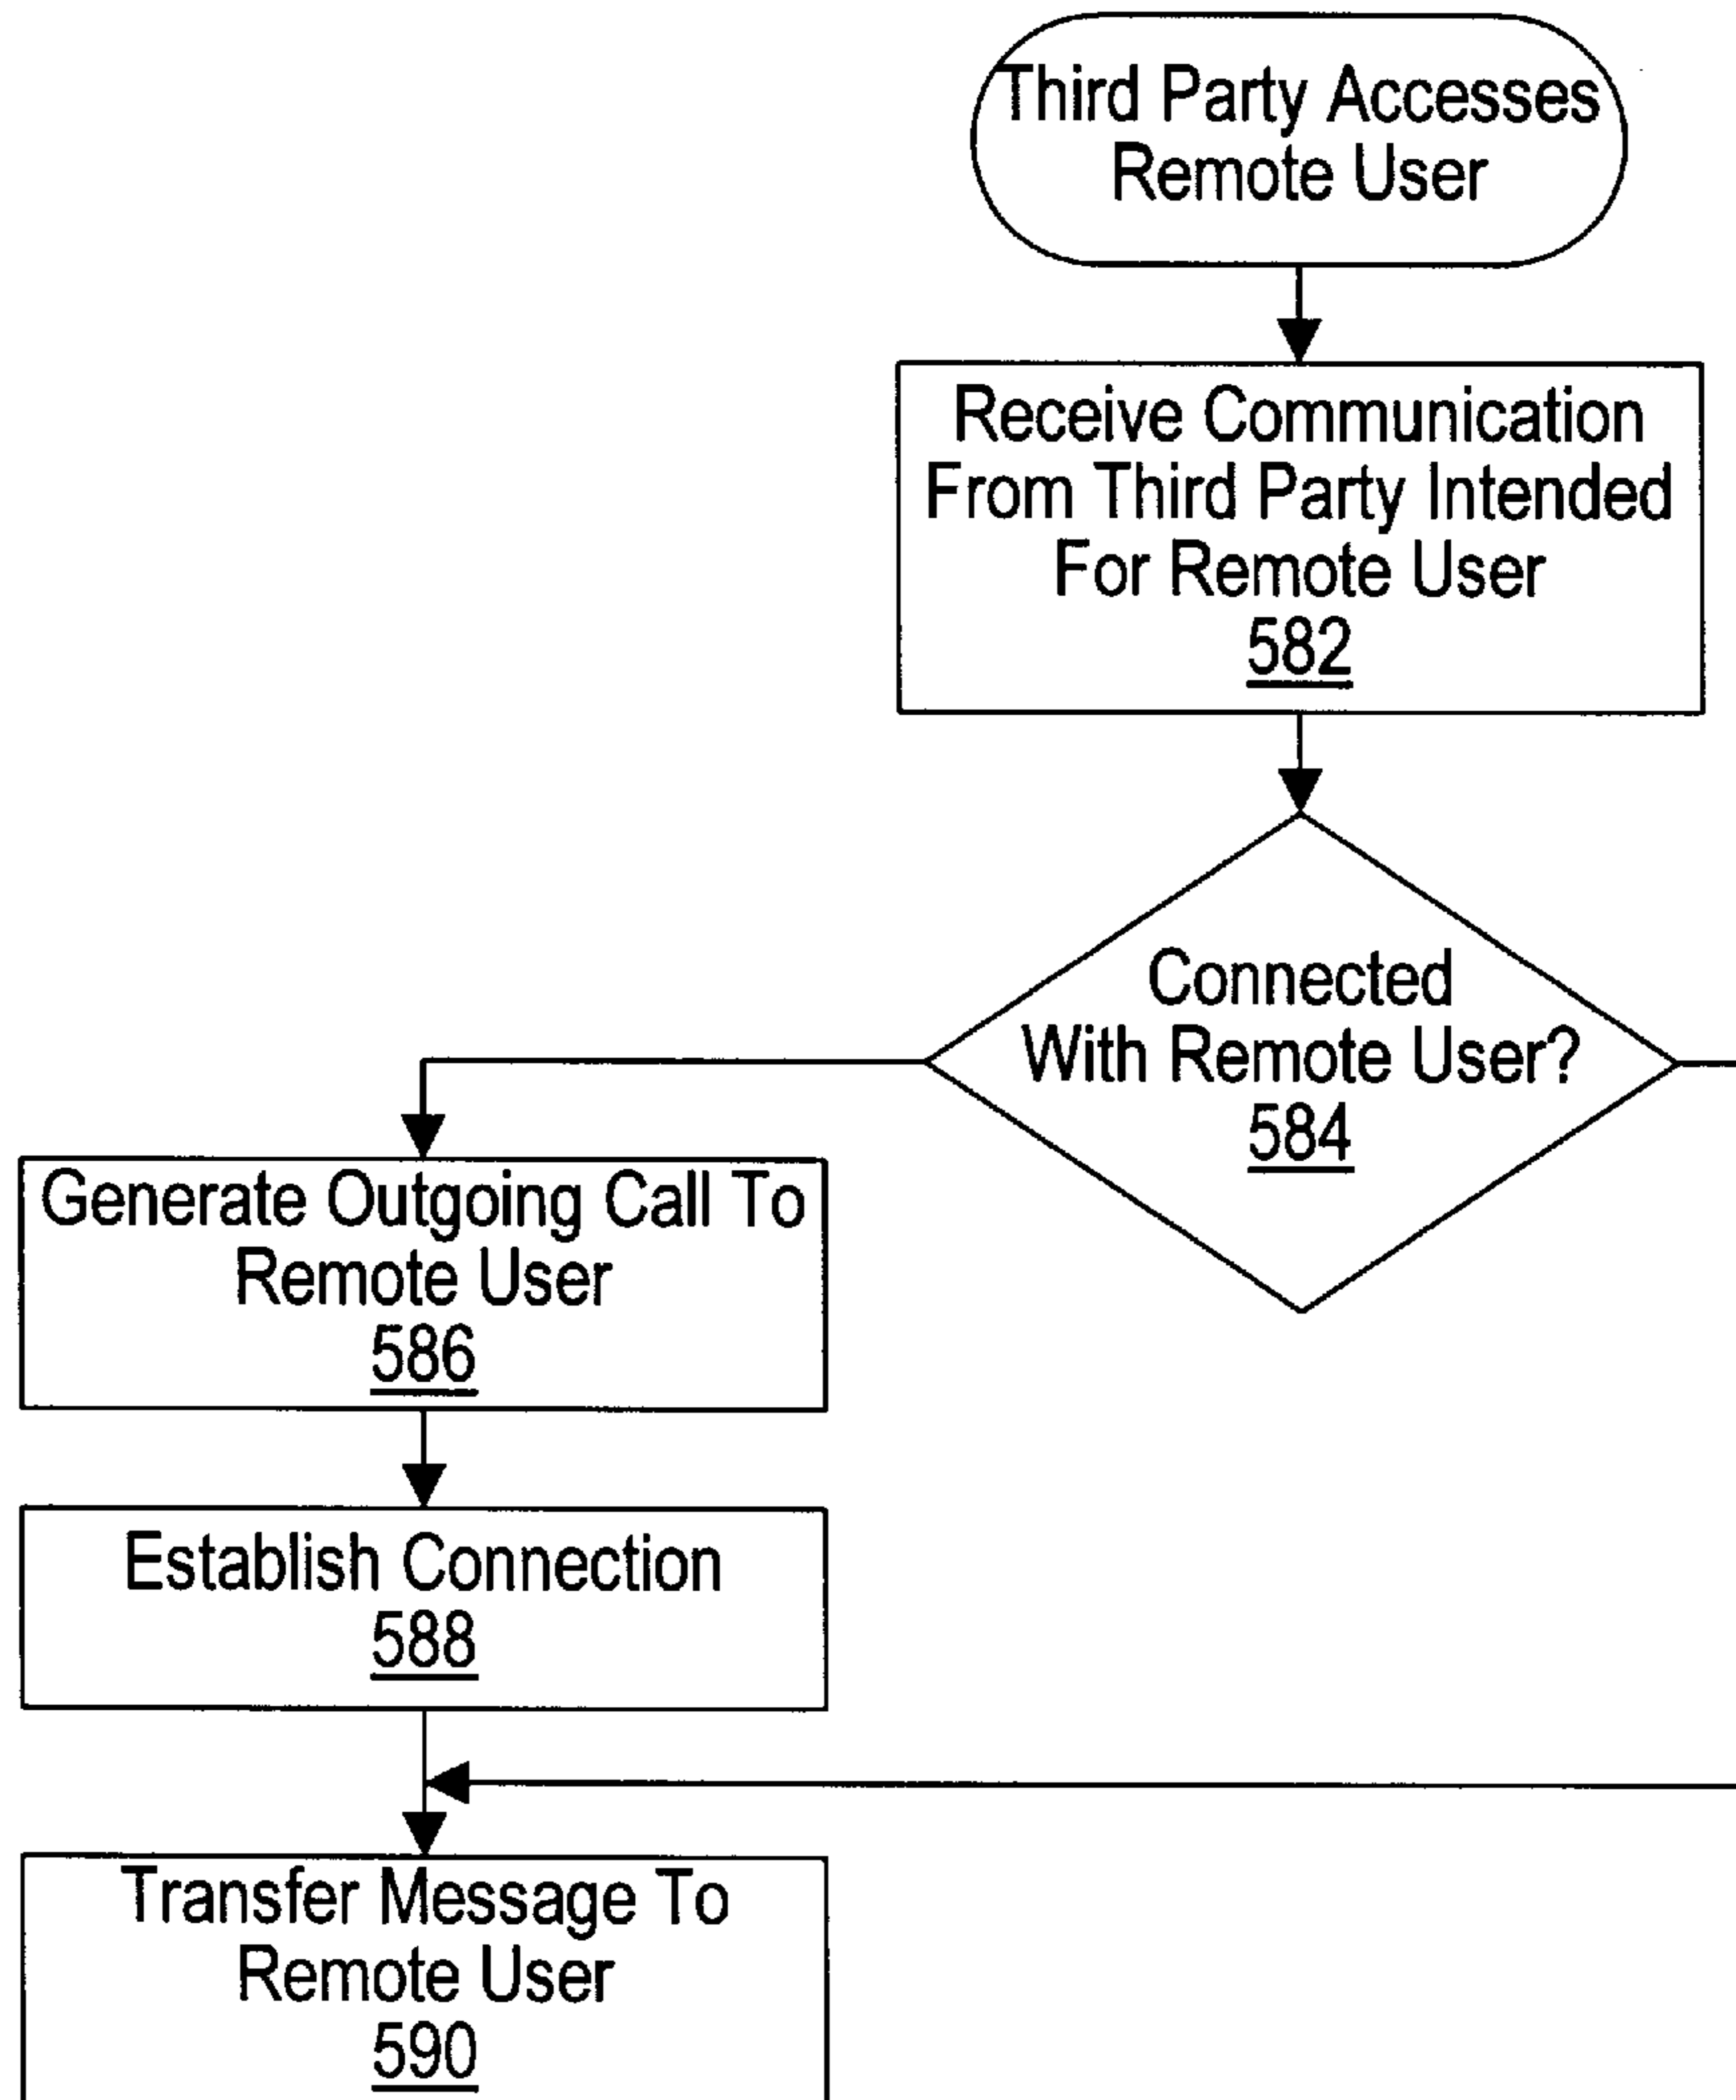 Third Party Accesses
Remote User
Receive Communication
From Third Party Intended
For Remote User
582
Connected
With Remote User?
584
Generate Outgoing Call To
Remote User
586
Establish Connection
588
Transfer Message To
Remote User
590